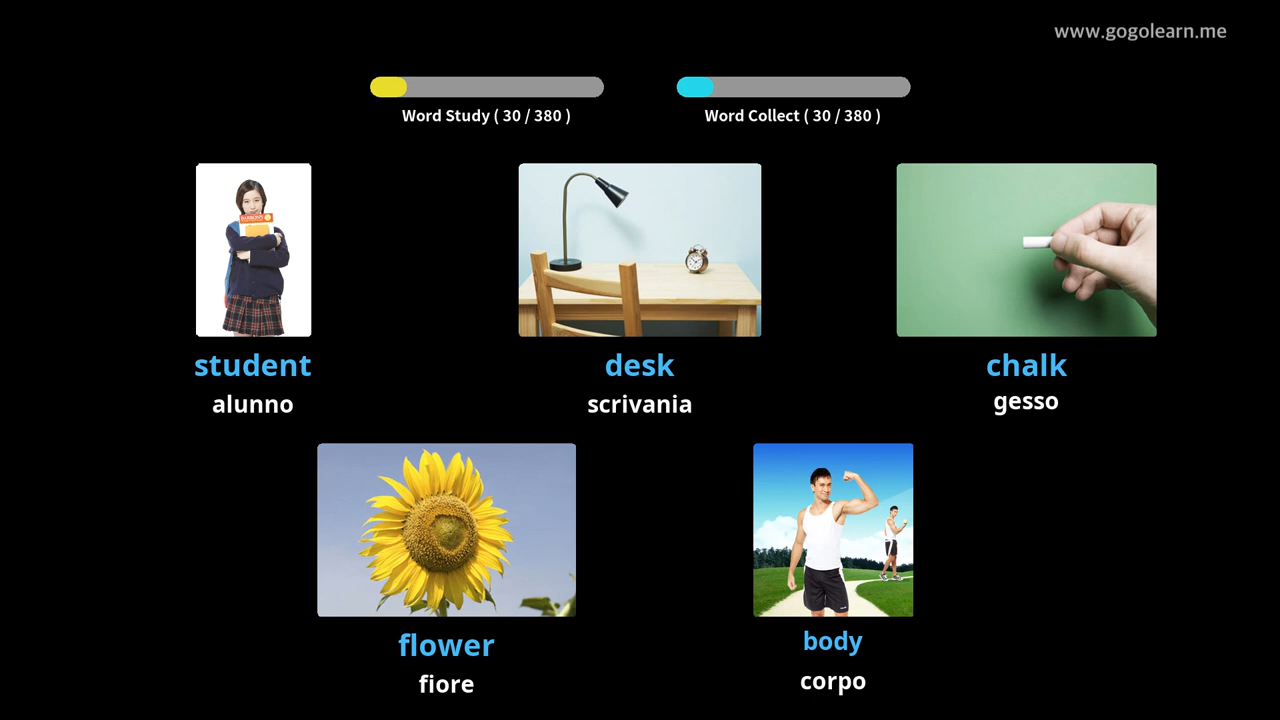 www.gogolearn.me
Word Study ( 30 / 380 )
Word Collect ( 30 / 380 )
BARRON'S
student
desk
chalk
alunno
scrivania
gesso
flower
body
fiore
corpo